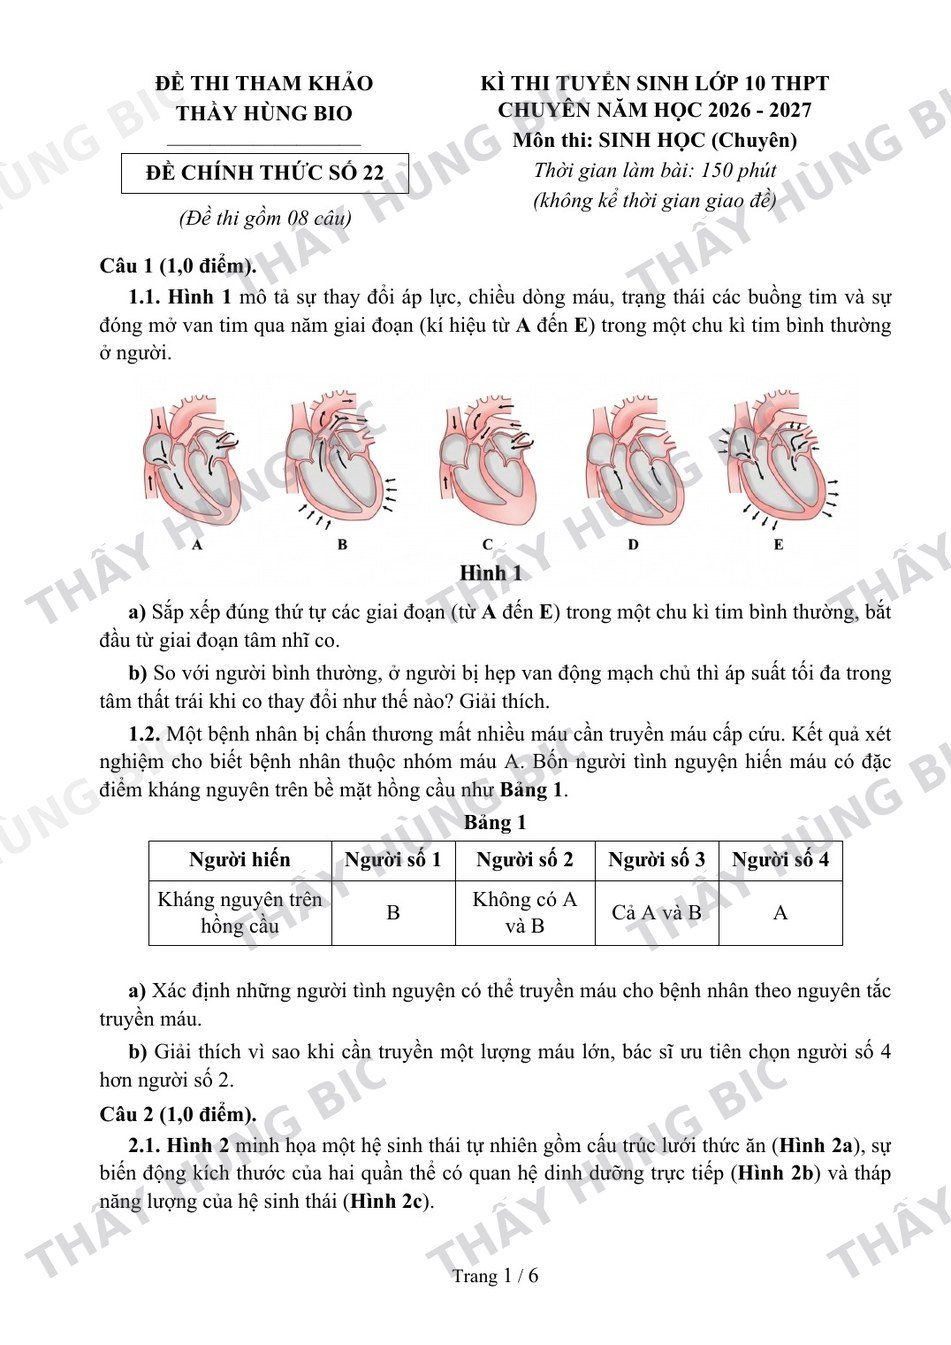 ĐỀ THI THAM KHẢO
THẦY HÙNG BIO
ĐỀ CHÍNH THỨC SỐ 22
(Đề thi gồm 08 câu)
KÌ THI TUYỂN SINH LỚP 10 THPT
CHUYÊN NĂM HỌC 2026 - 2027
Môn thi: SINH HỌC (Chuyên)
Thời gian làm bài: 150 phút
(không kể thời gian giao đề)
Câu 1 (1,0 điểm).
1.1. Hình 1 mô tả sự thay đổi áp lực, chiều dòng máu, trạng thái các buồng tim và sự
đóng mở van tim qua năm giai đoạn (kí hiệu từ A đến E) trong một chu kì tim bình thường
ở người.
A B C D E
Hình 1
a) Sắp xếp đúng thứ tự các giai đoạn (từ A đến E) trong một chu kì tim bình thường, bắt
đầu từ giai đoạn tâm nhĩ co.
b) So với người bình thường, ở người bị hẹp van động mạch chủ thì áp suất tối đa trong
tâm thất trái khi co thay đổi như thế nào? Giải thích.
1.2. Một bệnh nhân bị chấn thương mất nhiều máu cần truyền máu cấp cứu. Kết quả xét
nghiệm cho biết bệnh nhân thuộc nhóm máu A. Bốn người tình nguyện hiến máu có đặc
điểm kháng nguyên trên bề mặt hồng cầu như Bảng 1.
Bảng 1
Người hiến Người số 1 Người số 2 Người số 3 Người số 4
Kháng nguyên trên
hồng cầu
B
Không có A
và B
Cả A và B
A
a) Xác định những người tình nguyện có thể truyền máu cho bệnh nhân theo nguyên tắc
truyền máu.
b) Giải thích vì sao khi cần truyền một lượng máu lớn, bác sĩ ưu tiên chọn người số 4
hơn người số 2.
Câu 2 (1,0 điểm).
2.1. Hình 2 minh họa một hệ sinh thái tự nhiên gồm cấu trúc lưới thức ăn (Hình 2a), sự
biến động kích thước của hai quần thể có quan hệ dinh dưỡng trực tiếp (Hình 2b) và tháp
năng lượng của hệ sinh thái (Hình 2c).
Trang 1 / 6
THẦY HÙNG BIC